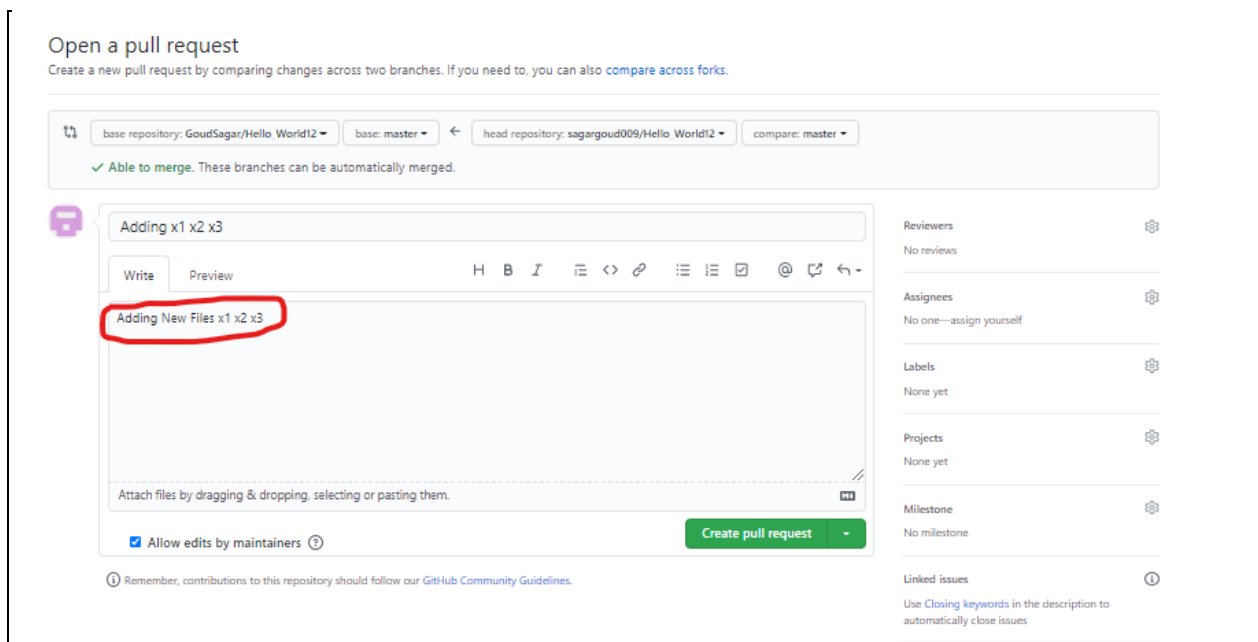 Open a pull request
Create a new pull request by comparing changes across two branches. If you need to, you can also compare across forks.
base repository: GoudSagar/Hello_World12
base: master
head repository: sagargoud009/Hello_World12
compare: master
Able to merge. These branches can be automatically merged.
Adding x1 x2 x3
Write
Preview
H B I
Adding New Files x1 x2 x3
Attach files by dragging & dropping, selecting or pasting them.
Allow edits by maintainers
Create pull request
Remember, contributions to this repository should follow our GitHub Community Guidelines.
Reviewers
No reviews
Assignees
No one—assign yourself
Labels
None yet
Projects
None yet
Milestone
No milestone
Linked issues
Use Closing keywords in the description to
automatically close issues